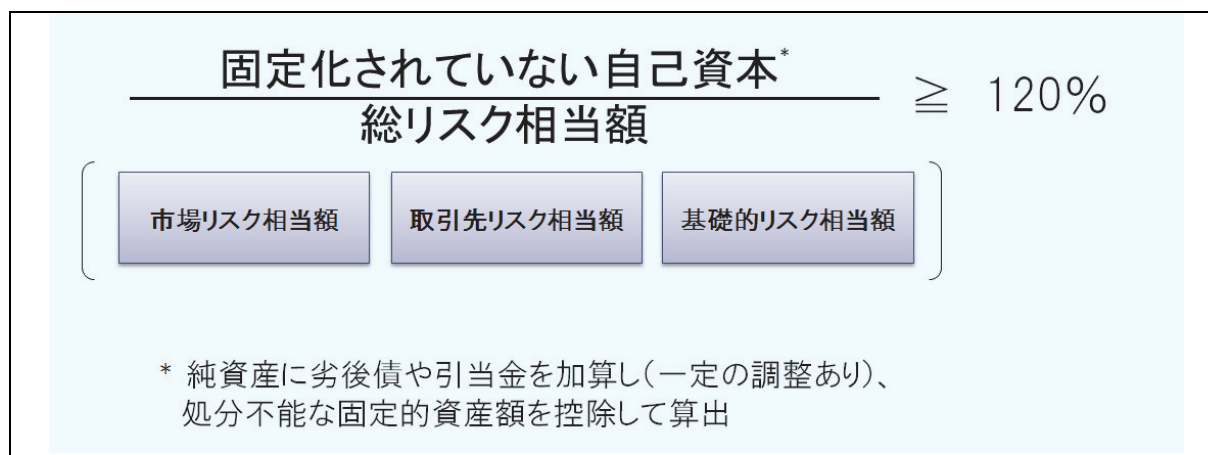 固定化されていない自己資本*
総リスク相当額
≧ 120%
市場リスク相当額 取引先リスク相当額 基礎的リスク相当額
* 純資産に劣後債や引当金を加算し(一定の調整あり)、
処分不能な固定的資産額を控除して算出